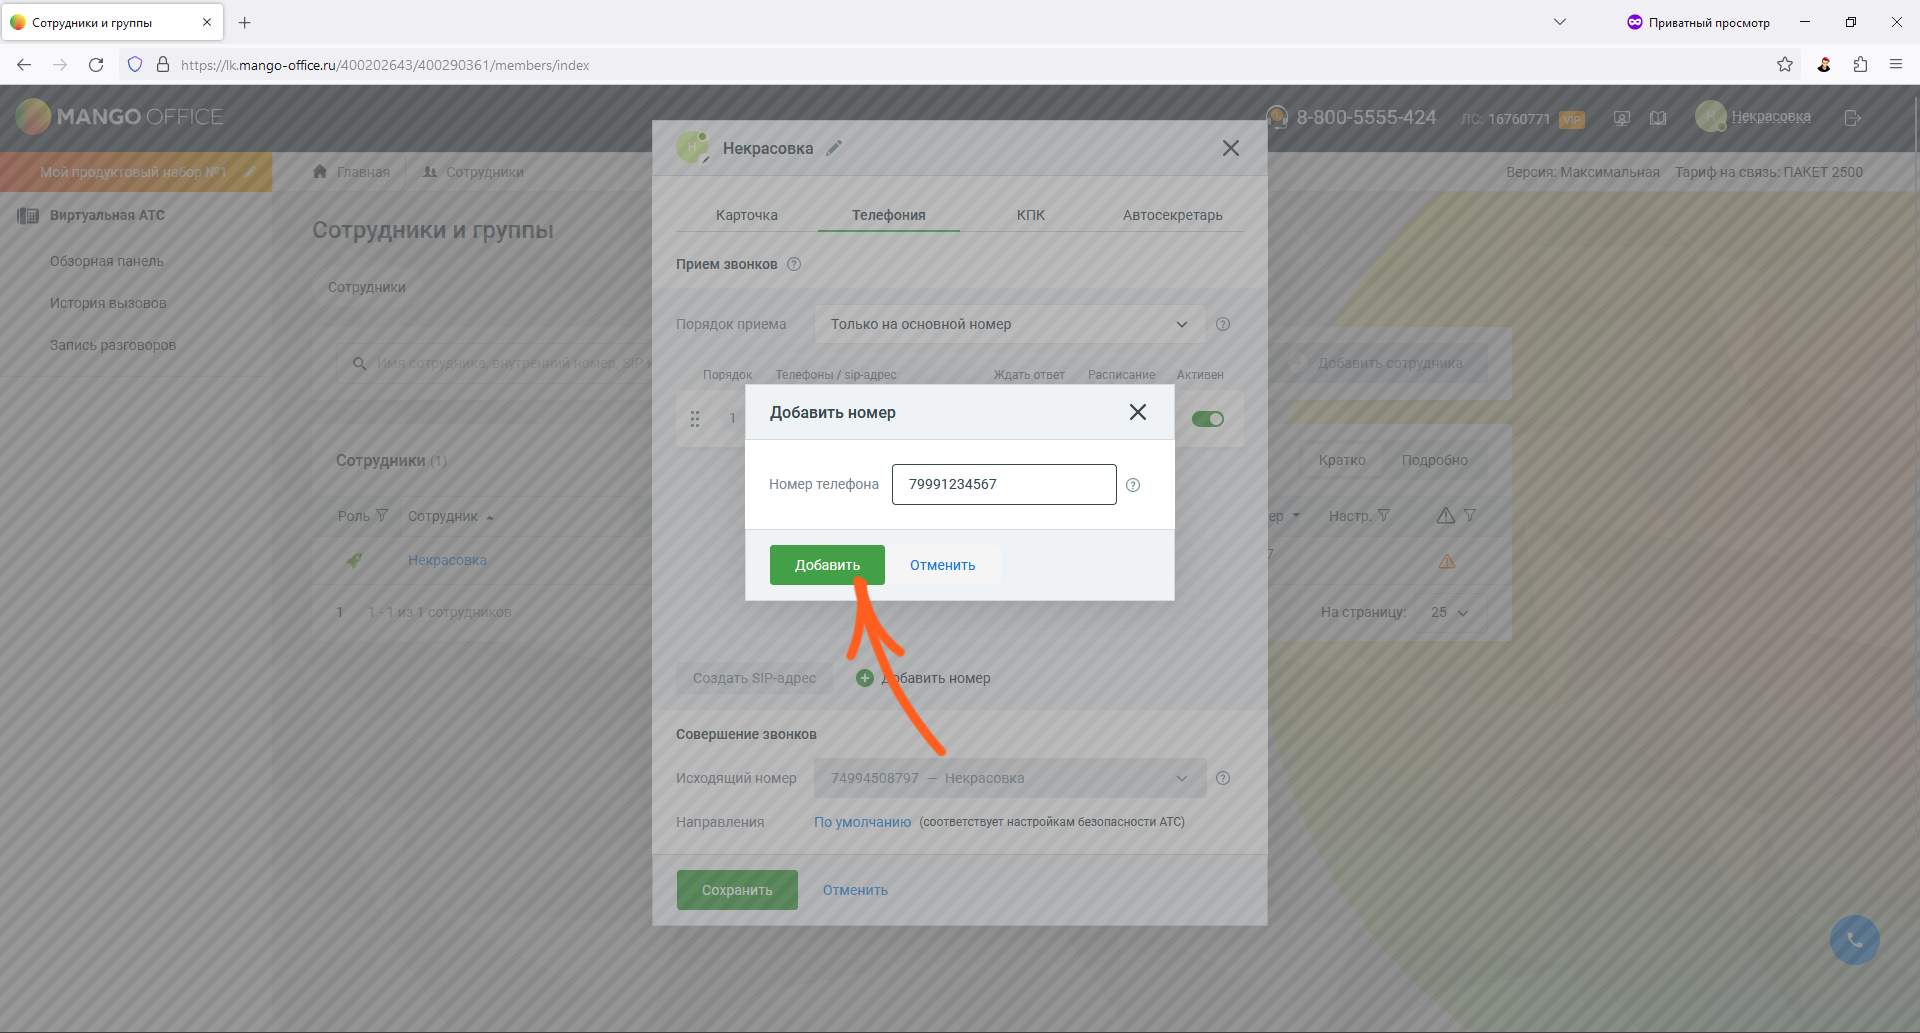 Сотрудники и группы
Приватный просмотр
https://lk.mango-office.ru/400202643/400290361/members/index
MANGO OFFICE
8-800-5555-424
ЛС: 16760771 VIP
Н Некрасовка
Мой продуктовый набор №1
Главная
Сотрудники
Версия: Максимальная
Тариф на связь: ПАКЕТ 2500
Виртуальная АТС
Обзорная панель
История вызовов
Запись разговоров
Сотрудники и группы
Сотрудники
Имя сотрудника, внутренний номер, SIP
Добавить сотрудника
Сотрудники (1)
Кратко
Подробно
Роль
Сотрудник
ер
Настр.
Некрасовка
7
1
1 - 1 из 1 сотрудников
На страницу: 25
Н Некрасовка
Карточка
Телефония
КПК
Автосекретарь
Прием звонков
Порядок приема
Только на основной номер
Порядок
Телефоны / sip-адрес
Ждать ответ
Расписание
Активен
1
Добавить номер
Номер телефона
79991234567
Добавить
Отменить
Создать SIP-адрес
Добавить номер
Совершение звонков
Исходящий номер
74994508797 — Некрасовка
Направления
По умолчанию (соответствует настройкам безопасности АТС)
Сохранить
Отменить